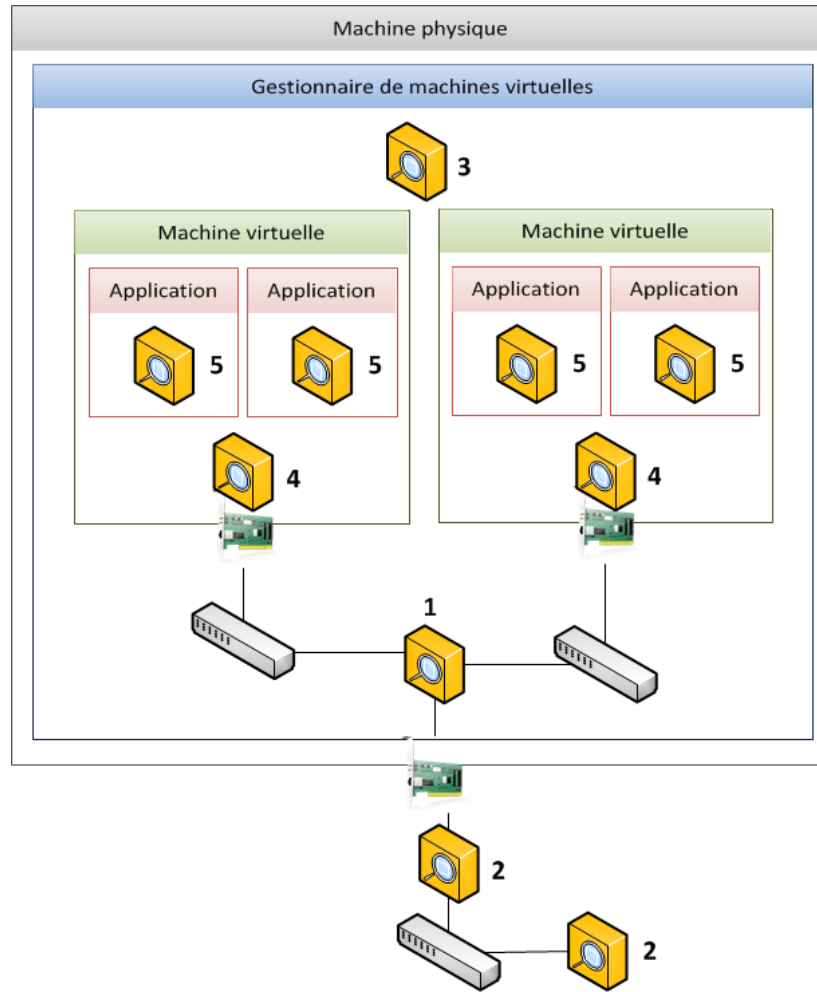 Machine physique
Gestionnaire de machines virtuelles
3
Machine virtuelle
Machine virtuelle
Application
Application
Application
Application
5
5
5
5
4
4
1
2
2